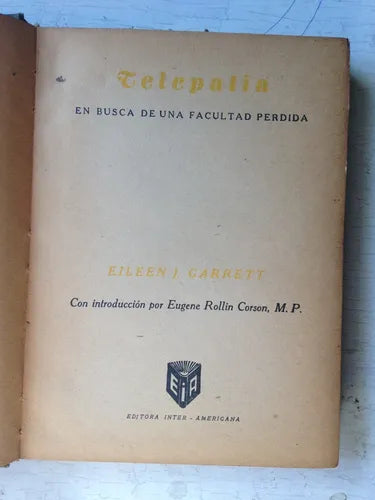 Telepatía
EN BUSCA DE UNA FACULTAD PERDIDA
EILEEN J GARRETT
Con introducción por Eugene Rollin Corson, M. P.
EIA
EDITORA INTER - AMERICANA